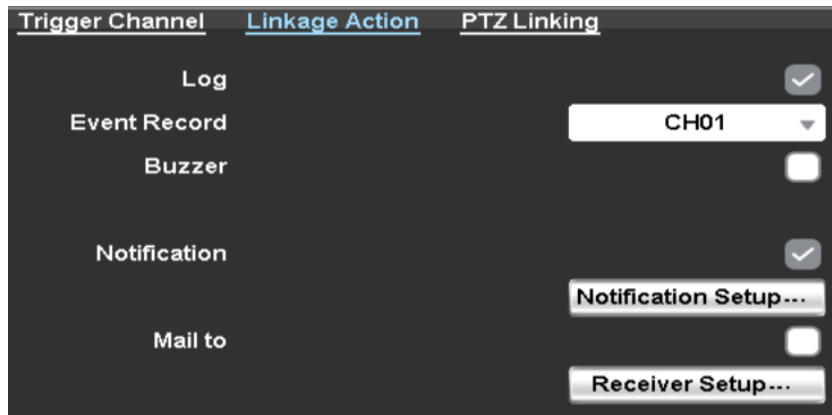 Trigger Channel Linkage Action PTZ Linking
Log
Event Record CH01
Buzzer
Notification
Notification Setup...
Mail to
Receiver Setup...